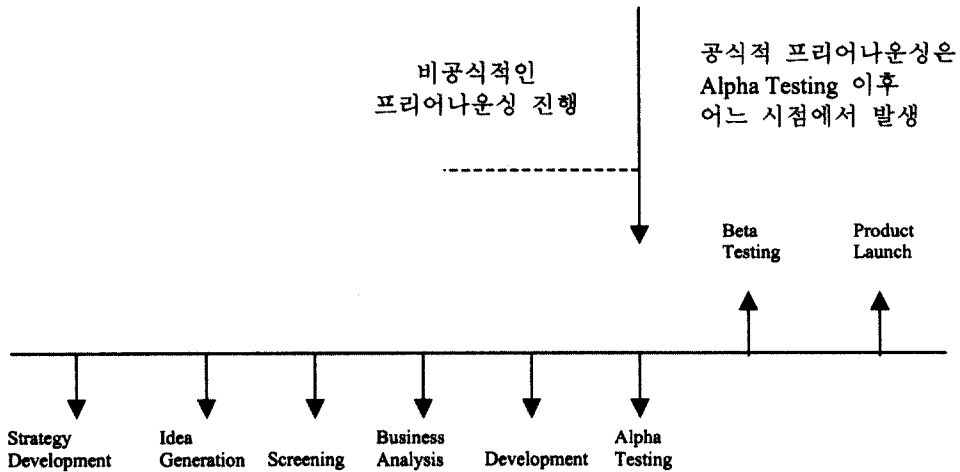 비공식적인
프리어나운싱 진행
공식적 프리어나운싱은
Alpha Testing 이후
어느 시점에서 발생
Beta
Testing
Product
Launch
Strategy
Development
Idea
Generation
Screening
Business
Analysis
Development
Alpha
Testing